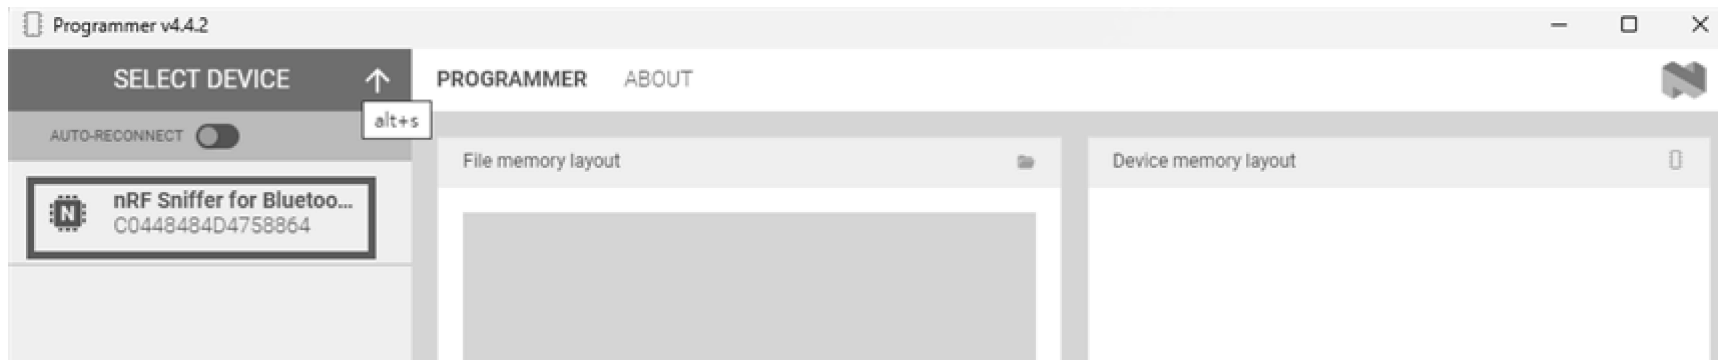 Programmer v4.4.2
SELECT DEVICE
PROGRAMMER ABOUT
alt+s
AUTO-RECONNECT
File memory layout
Device memory layout
nRF Sniffer for Bluetoo...
C0448484D4758864